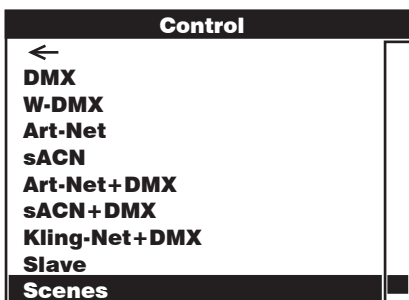 Control
←
DMX
W-DMX
Art-Net
sACN
Art-Net+DMX
sACN+DMX
Kling-Net+DMX
Slave
Scenes